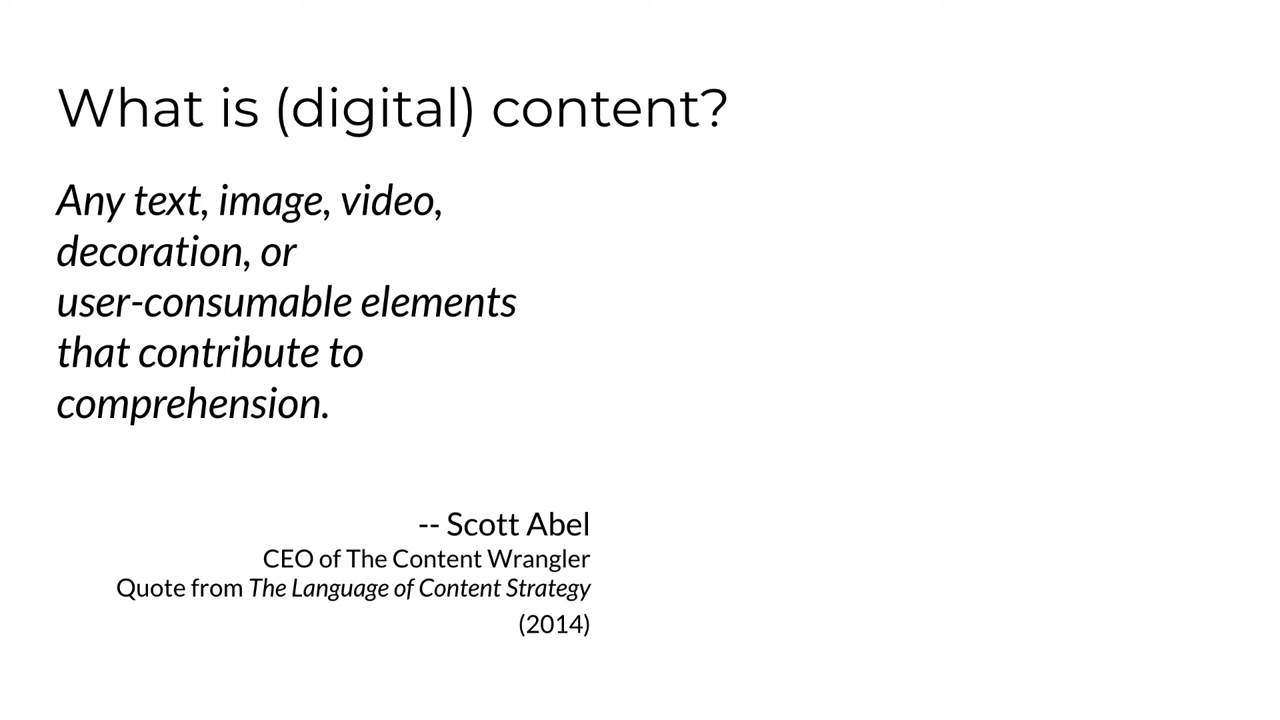 What is (digital) content?
Any text, image, video,
decoration, or
user-consumable elements
that contribute to
comprehension.
-- Scott Abel
CEO of The Content Wrangler
Quote from The Language of Content Strategy
(2014)